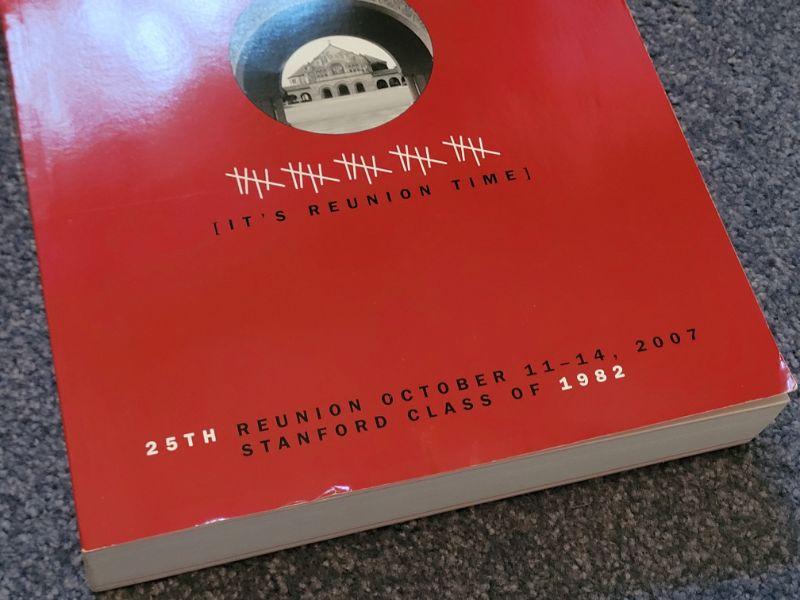 [IT'S REUNION TIME]
25TH REUNION OCTOBER 11–14, 2007
STANFORD CLASS OF 1982